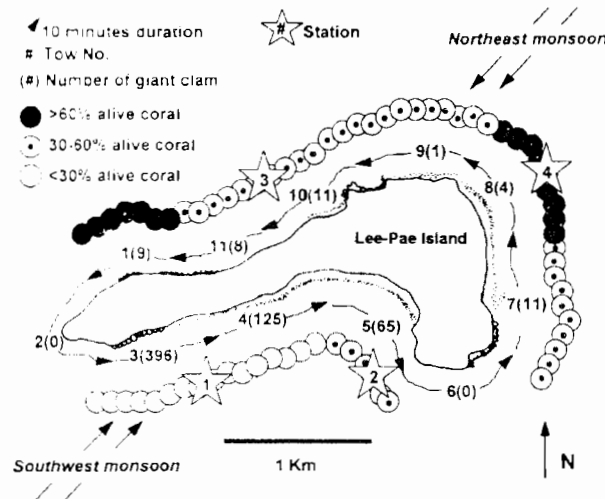 10 minutes duration
# Tow No.
(#) Number of giant clam
>60% alive coral
30-60% alive coral
<30% alive coral
# Station
Northeast monsoon
3
4
9(1)
8(4)
10(11)
Lee-Pae Island
11(8)
1(9)
7(11)
4(125)
5(65)
2(0)
3(396)
1
2
6(0)
Southwest monsoon
1 Km
N